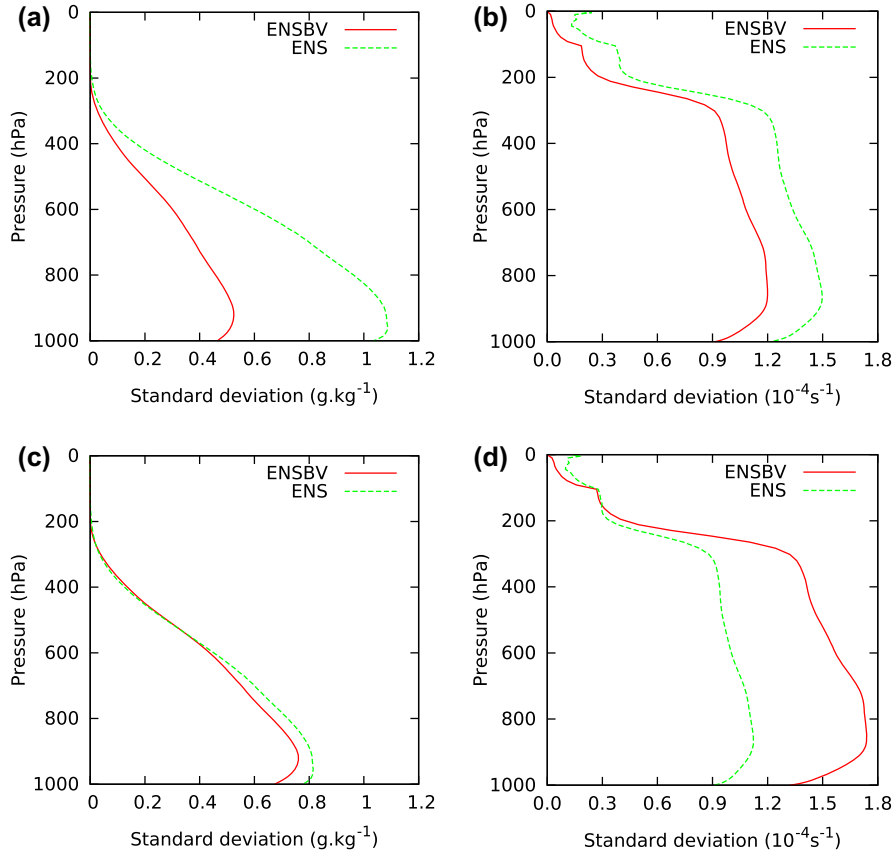 (a)
ENSBV
ENS
0
200
400
600
800
1000
Pressure (hPa)
0 0.2 0.4 0.6 0.8 1 1.2
Standard deviation (g.kg⁻¹)
(b)
ENSBV
ENS
0
200
400
600
800
1000
Pressure (hPa)
0.0 0.3 0.6 0.9 1.2 1.5 1.8
Standard deviation (10⁻⁴s⁻¹)
(c)
ENSBV
ENS
0
200
400
600
800
1000
Pressure (hPa)
0 0.2 0.4 0.6 0.8 1 1.2
Standard deviation (g.kg⁻¹)
(d)
ENSBV
ENS
0
200
400
600
800
1000
Pressure (hPa)
0.0 0.3 0.6 0.9 1.2 1.5 1.8
Standard deviation (10⁻⁴s⁻¹)